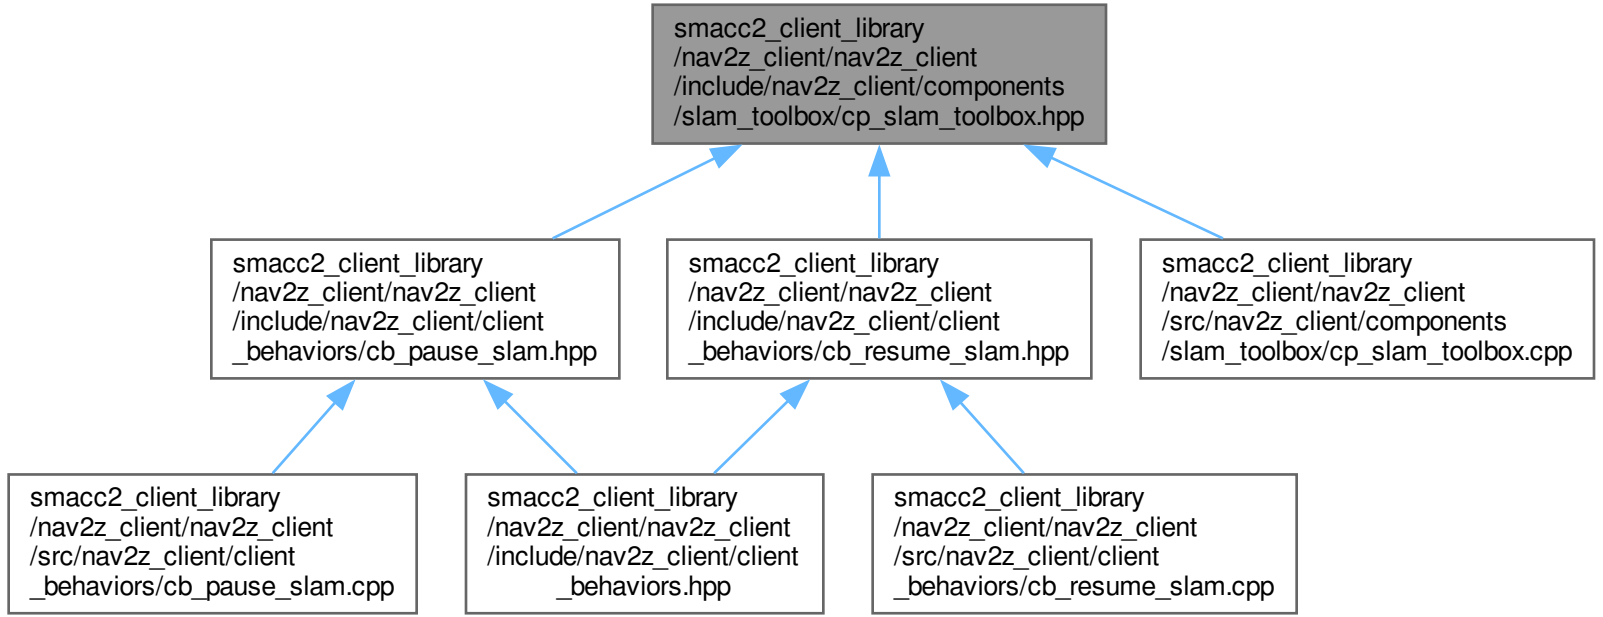 smacc2_client_library
/nav2z_client/nav2z_client
/include/nav2z_client/components
/slam_toolbox/cp_slam_toolbox.hpp
smacc2_client_library
/nav2z_client/nav2z_client
/include/nav2z_client/client
_behaviors/cb_pause_slam.hpp
smacc2_client_library
/nav2z_client/nav2z_client
/include/nav2z_client/client
_behaviors/cb_resume_slam.hpp
smacc2_client_library
/nav2z_client/nav2z_client
/src/nav2z_client/components
/slam_toolbox/cp_slam_toolbox.cpp
smacc2_client_library
/nav2z_client/nav2z_client
/src/nav2z_client/client
_behaviors/cb_pause_slam.cpp
smacc2_client_library
/nav2z_client/nav2z_client
/include/nav2z_client/client
_behaviors.hpp
smacc2_client_library
/nav2z_client/nav2z_client
/src/nav2z_client/client
_behaviors/cb_resume_slam.cpp